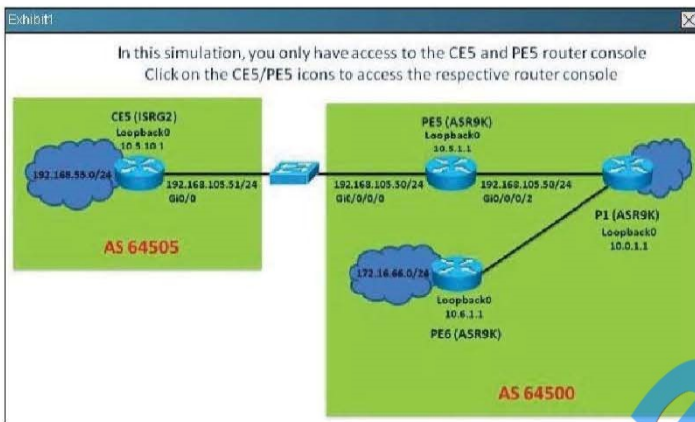 Exhibit1
In this simulation, you only have access to the CE5 and PE5 router console
Click on the CE5/PE5 icons to access the respective router console
CE5 (ISRG2)
Loopback0
10.5.10.1
192.168.55.0/24
192.168.105.51/24
Gi0/0
AS 64505
PE5 (ASR9K)
Loopback0
10.5.1.1
192.168.105.50/24
Gi0/0/0/0
192.168.105.50/24
Gi0/0/0/2
P1 (ASR9K)
Loopback0
10.0.1.1
172.16.66.0/24
Loopback0
10.6.1.1
PE6 (ASR9K)
AS 64500